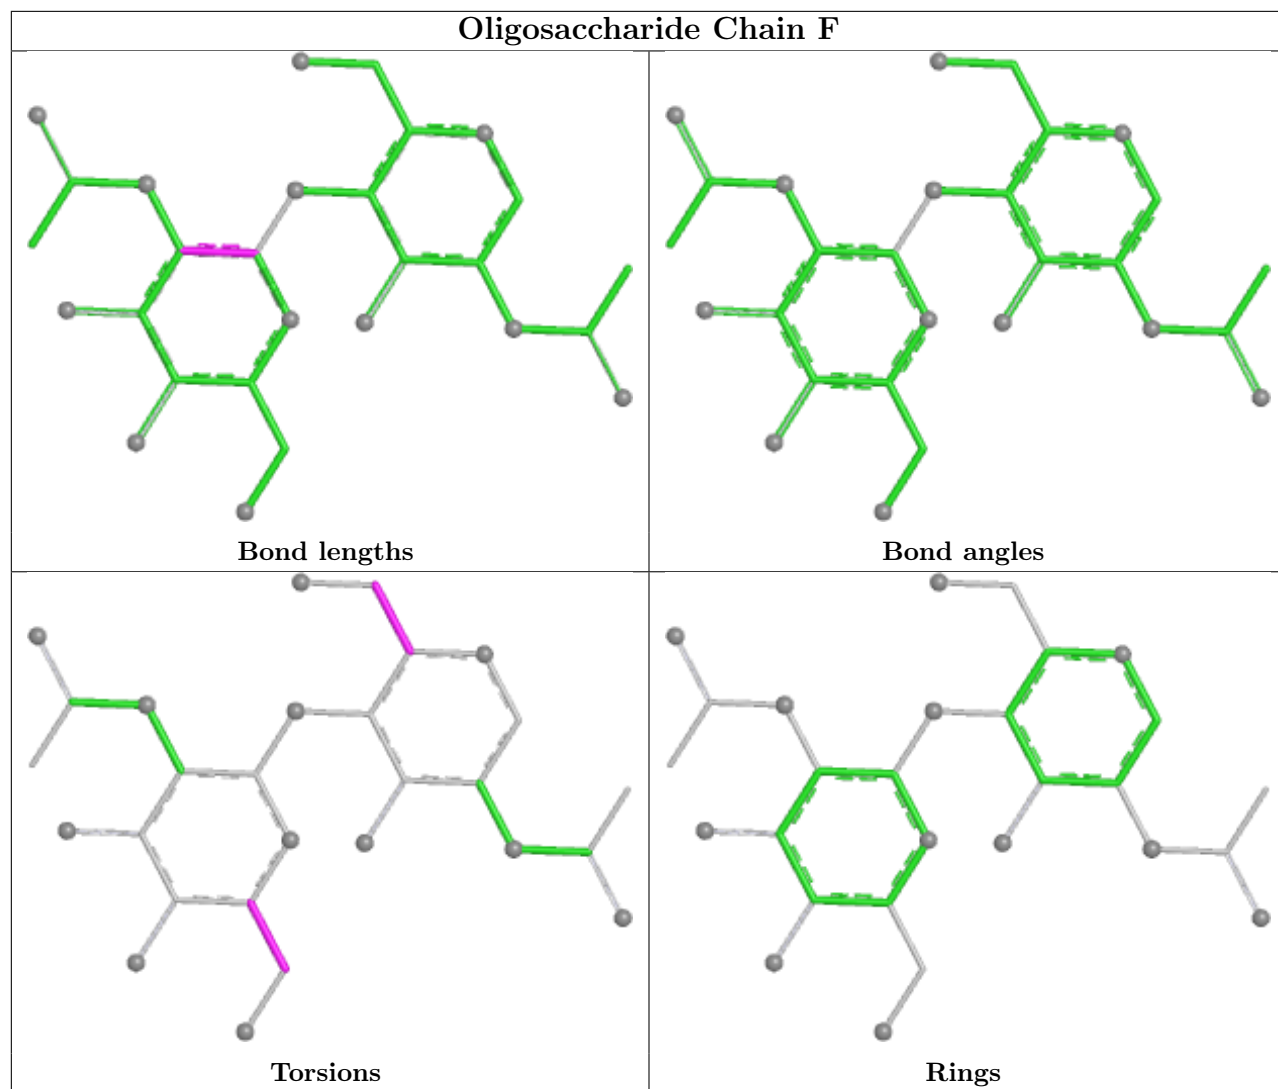 Oligosaccharide Chain F
Bond lengths
Bond angles
Torsions
Rings